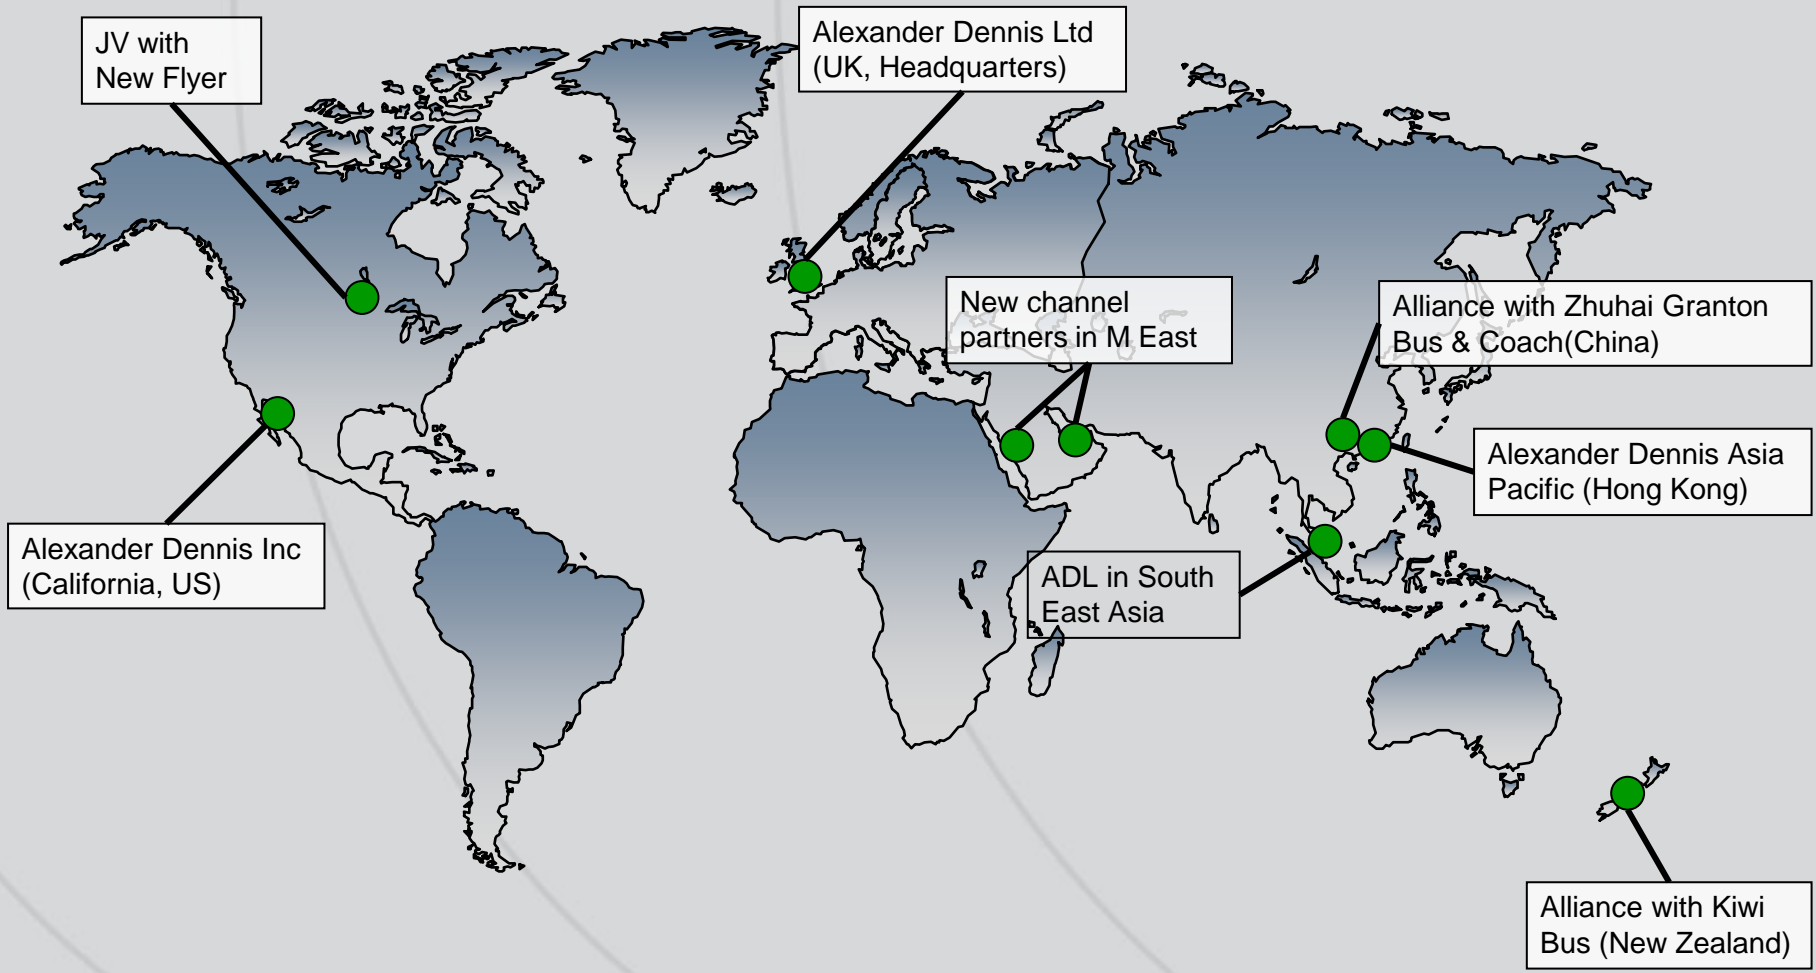 JV with
New Flyer
Alexander Dennis Ltd
(UK, Headquarters)
New channel
partners in M East
Alliance with Zhuhai Granton
Bus & Coach(China)
Alexander Dennis Asia
Pacific (Hong Kong)
Alexander Dennis Inc
(California, US)
ADL in South
East Asia
Alliance with Kiwi
Bus (New Zealand)